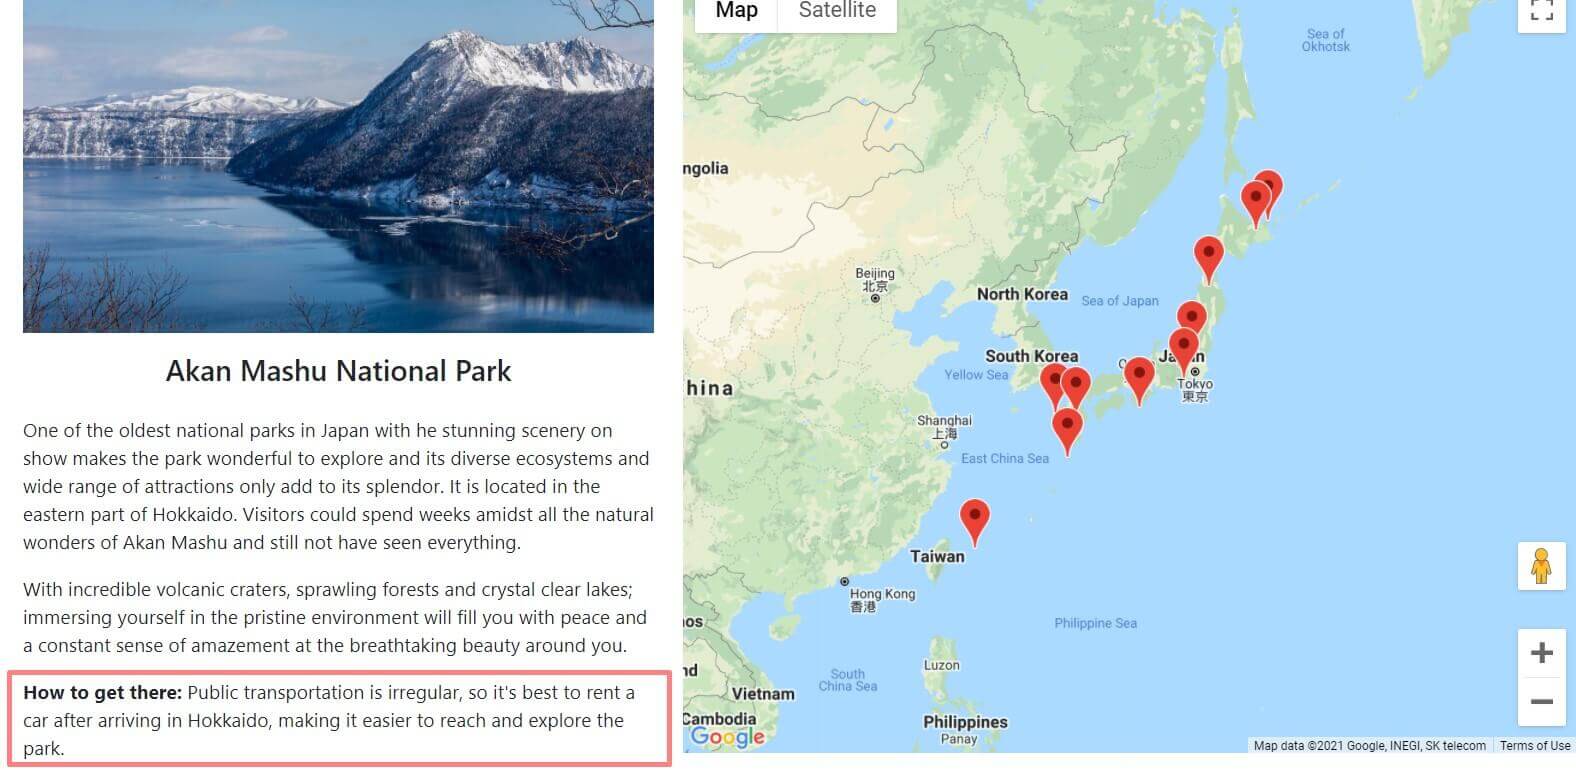 Akan Mashu National Park
One of the oldest national parks in Japan with he stunning scenery on
show makes the park wonderful to explore and its diverse ecosystems and
wide range of attractions only add to its splendor. It is located in the
eastern part of Hokkaido. Visitors could spend weeks amidst all the natural
wonders of Akan Mashu and still not have seen everything.
With incredible volcanic craters, sprawling forests and crystal clear lakes;
immersing yourself in the pristine environment will fill you with peace and
a constant sense of amazement at the breathtaking beauty around you.
How to get there: Public transportation is irregular, so it's best to rent a
car after arriving in Hokkaido, making it easier to reach and explore the
park.
Map Satellite
Sea of
Okhotsk
ngolia
Beijing
北京
North Korea
Sea of Japan
South Korea
Yellow Sea
Tokyo
東京
hina
Shanghai
上海
East China Sea
Taiwan
Hong Kong
香港
Philippine Sea
os
Luzon
nd
South
China Sea
Vietnam
Cambodia
Philippines
Panay
Google
Map data ©2021 Google, INEGI, SK telecom
Terms of Use